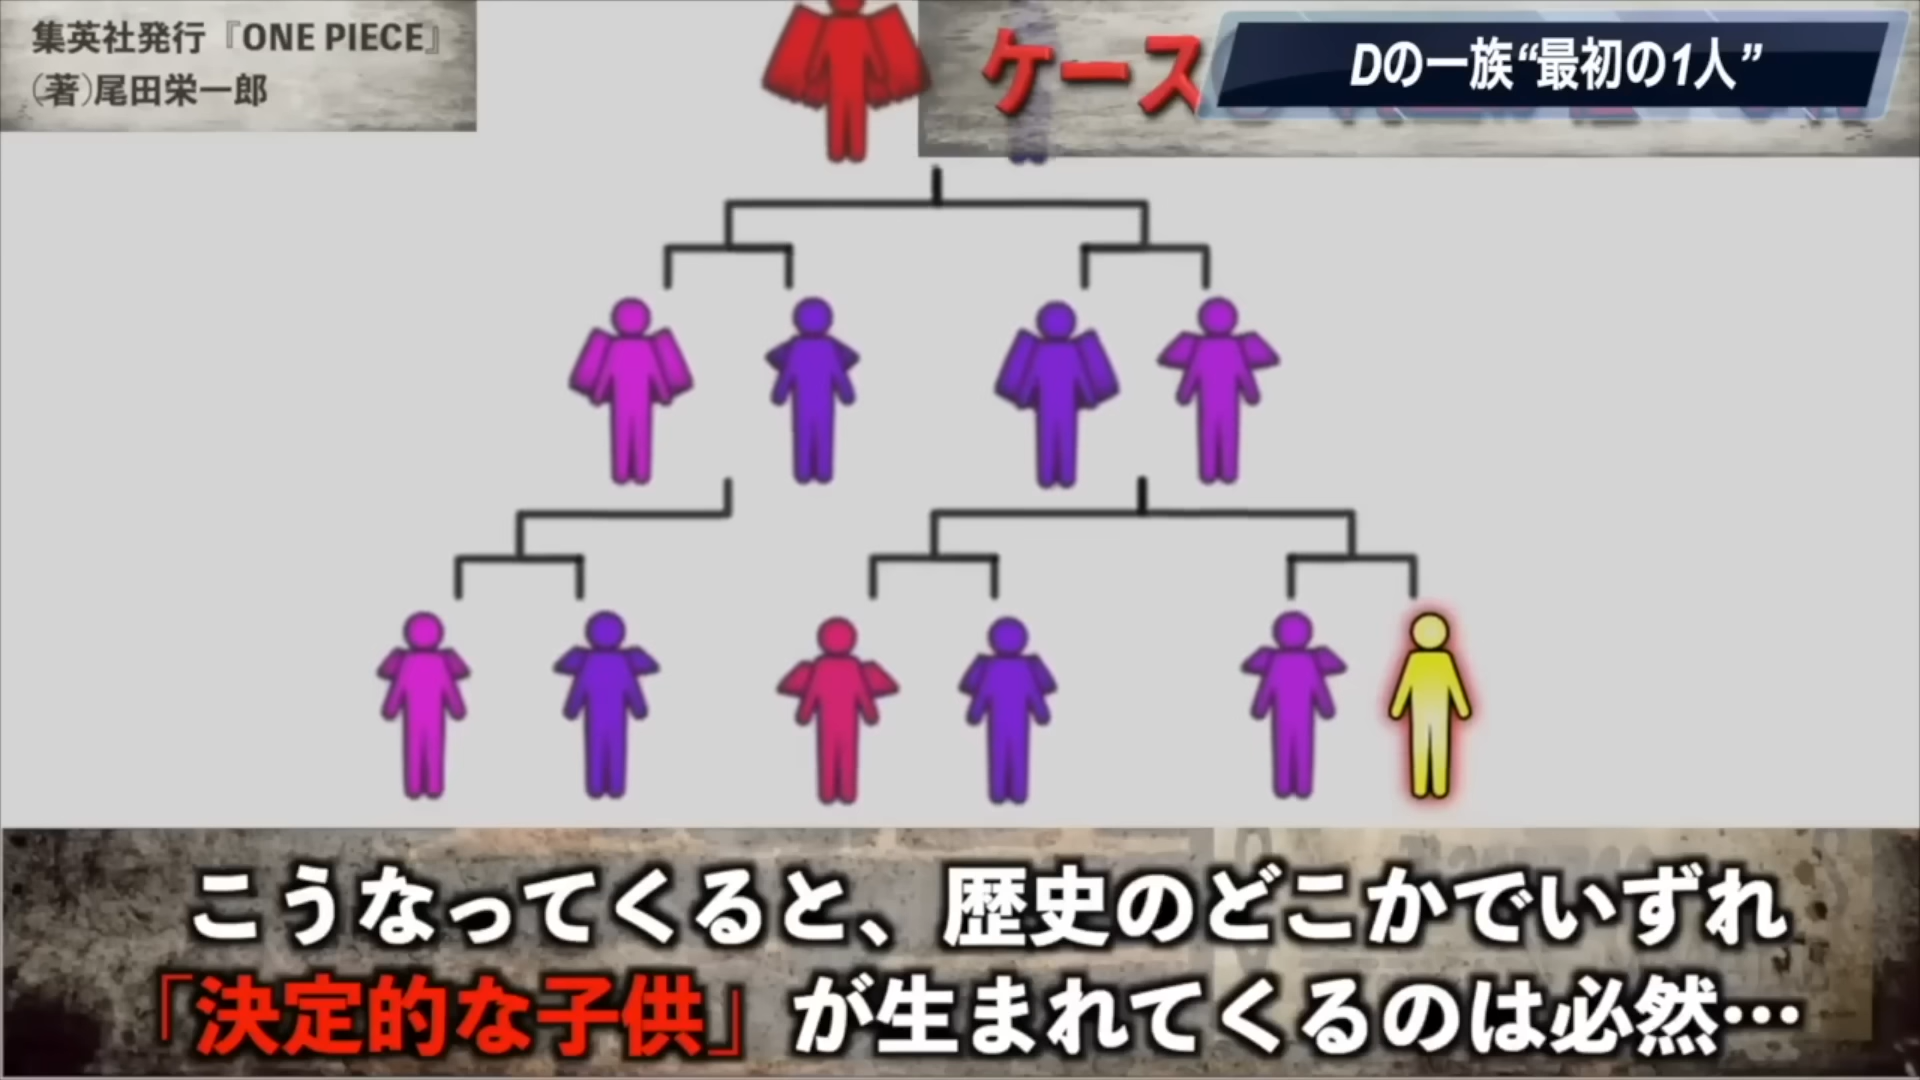 集英社発行『ONE PIECE』
(著)尾田栄一郎
ケース
Dの一族“最初の1人”
こうなってくると、歴史のどこかでいずれ
「決定的な子供」が生まれてくるのは必然…